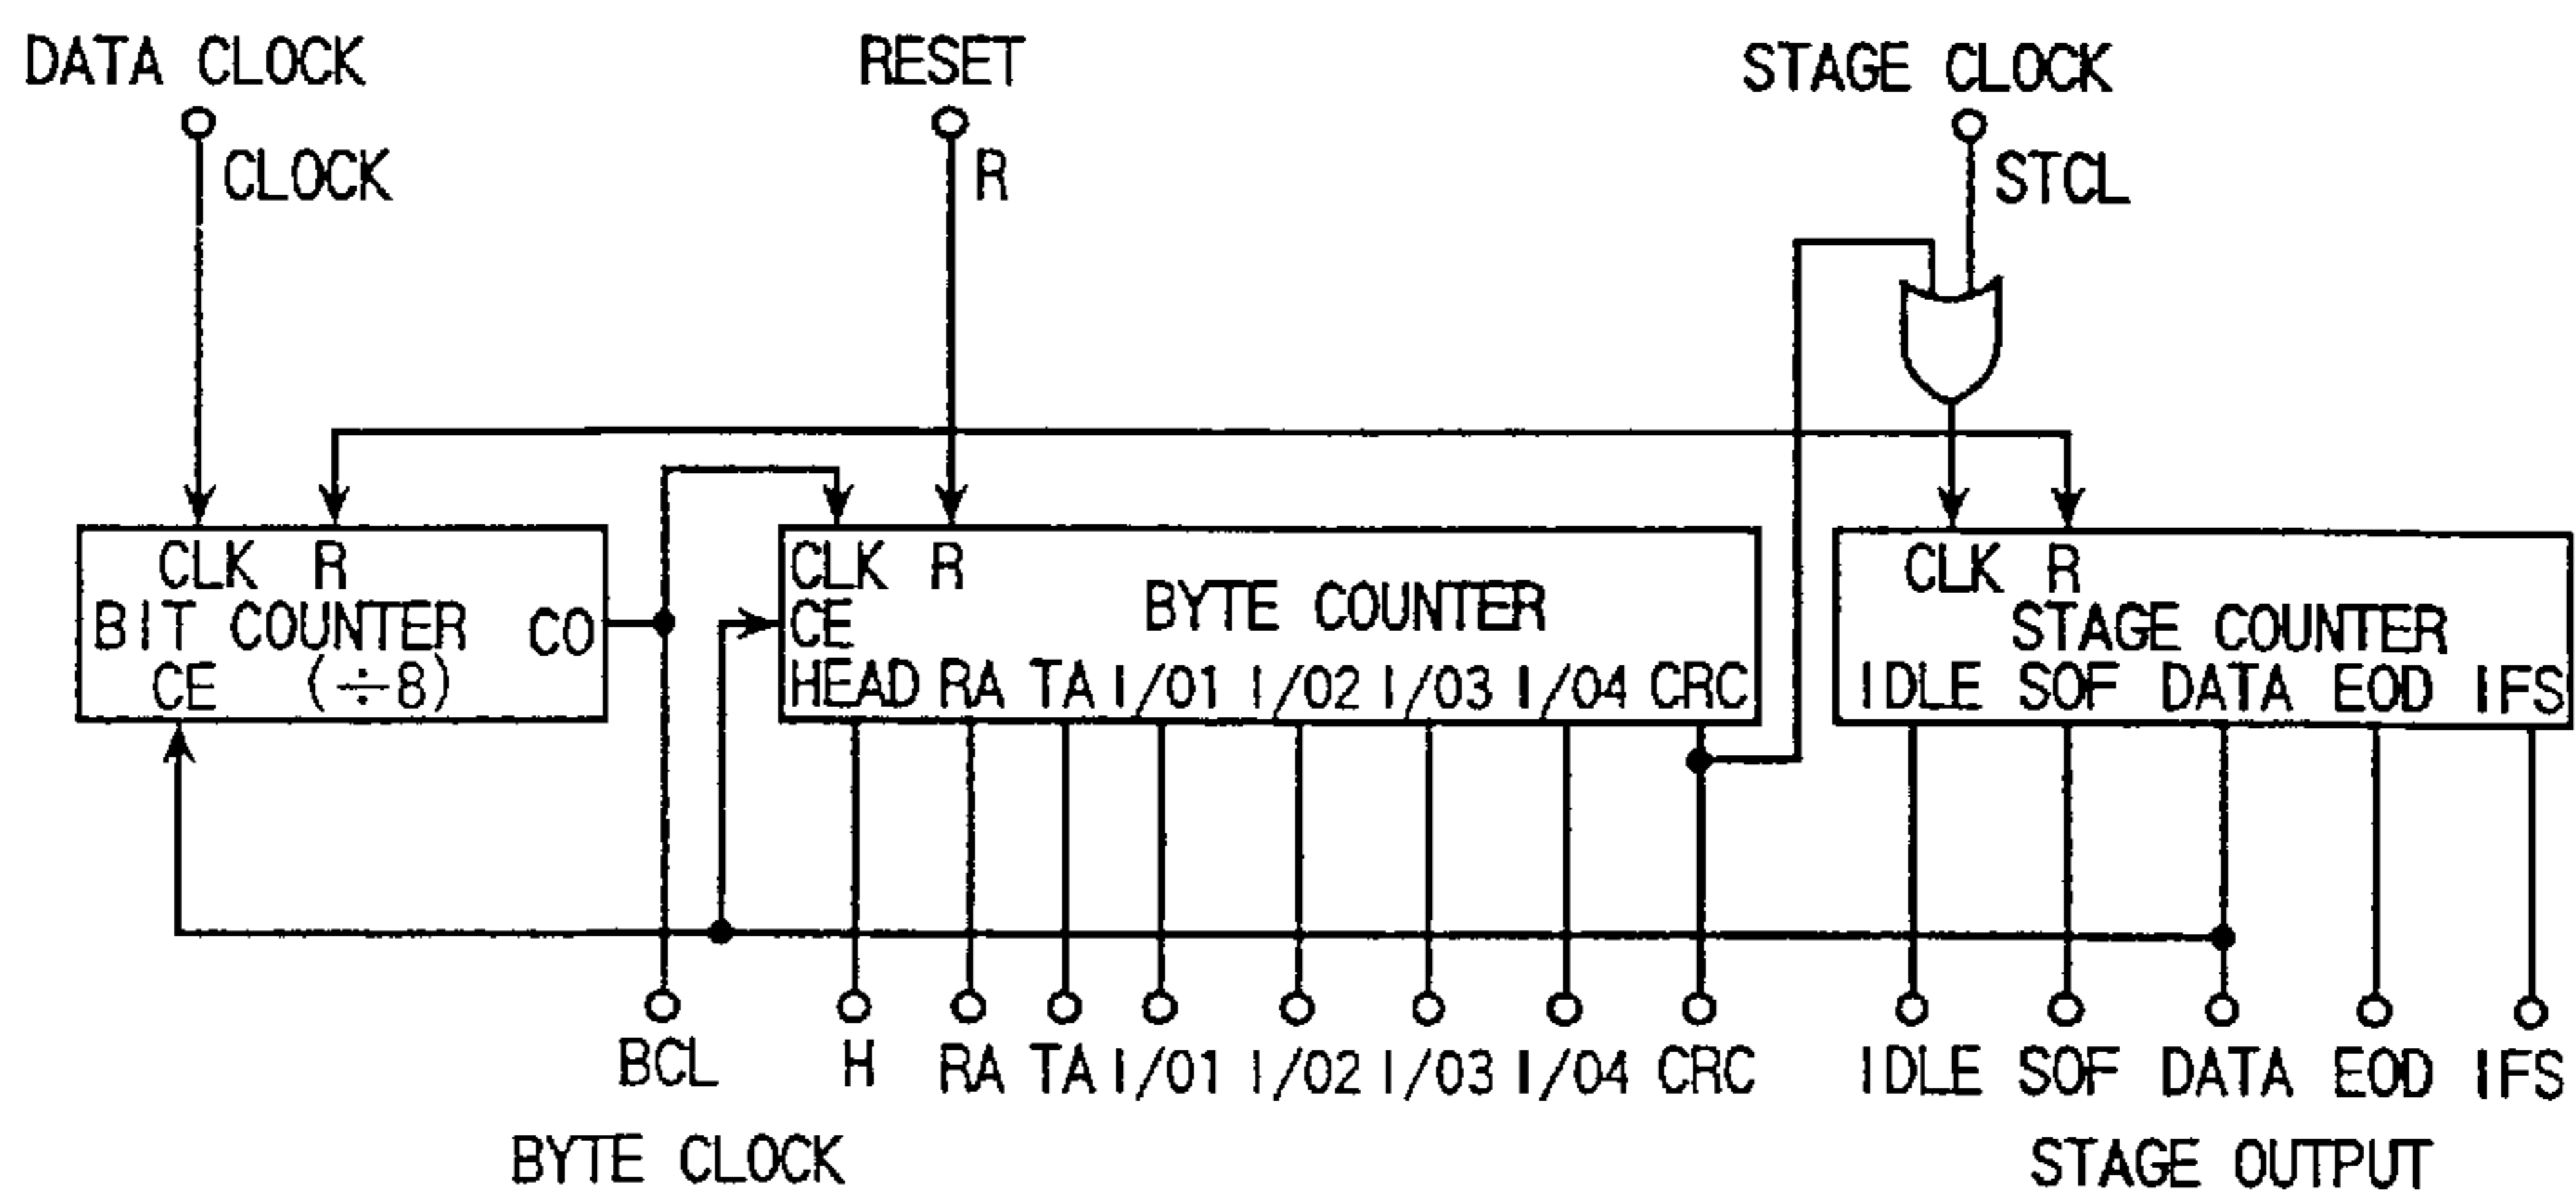 DATA CLOCK
RESET
STAGE CLOCK
CLOCK
R
STCL
CLK R
BIT COUNTER
CO
CE (÷8)
CLK R
CE
BYTE COUNTER
HEAD RA TA I/01 I/02 I/03 I/04 CRC
CLK R
STAGE COUNTER
IDLE SOF DATA EOD IFS
BCL
H
RA
TA
I/01
I/02
I/03
I/04
CRC
IDLE
SOF
DATA
EOD
IFS
BYTE CLOCK
STAGE OUTPUT